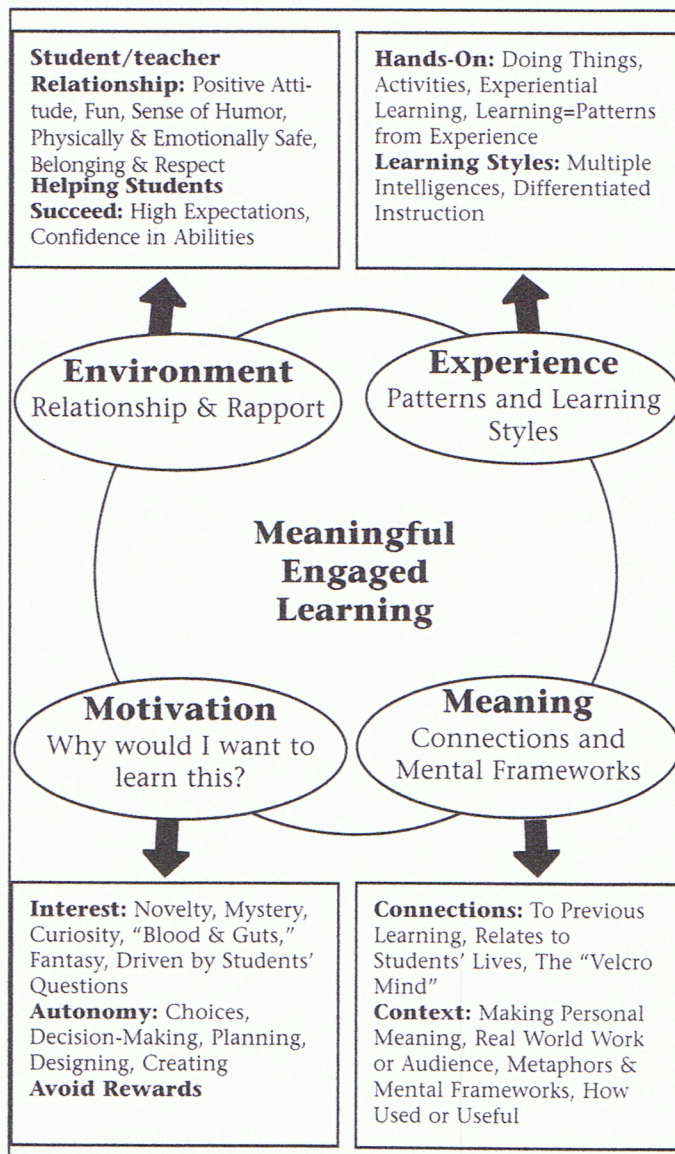 Student/teacher
Relationship: Positive Atti-
tude, Fun, Sense of Humor,
Physically & Emotionally Safe,
Belonging & Respect
Helping Students
Succeed: High Expectations,
Confidence in Abilities
Hands-On: Doing Things,
Activities, Experiential
Learning, Learning=Patterns
from Experience
Learning Styles: Multiple
Intelligences, Differentiated
Instruction
Environment
Relationship & Rapport
Experience
Patterns and Learning
Styles
Meaningful
Engaged
Learning
Motivation
Why would I want to
learn this?
Meaning
Connections and
Mental Frameworks
Interest: Novelty, Mystery,
Curiosity, “Blood & Guts,”
Fantasy, Driven by Students’
Questions
Autonomy: Choices,
Decision-Making, Planning,
Designing, Creating
Avoid Rewards
Connections: To Previous
Learning, Relates to
Students’ Lives, The “Velcro
Mind”
Context: Making Personal
Meaning, Real World Work
or Audience, Metaphors &
Mental Frameworks, How
Used or Useful